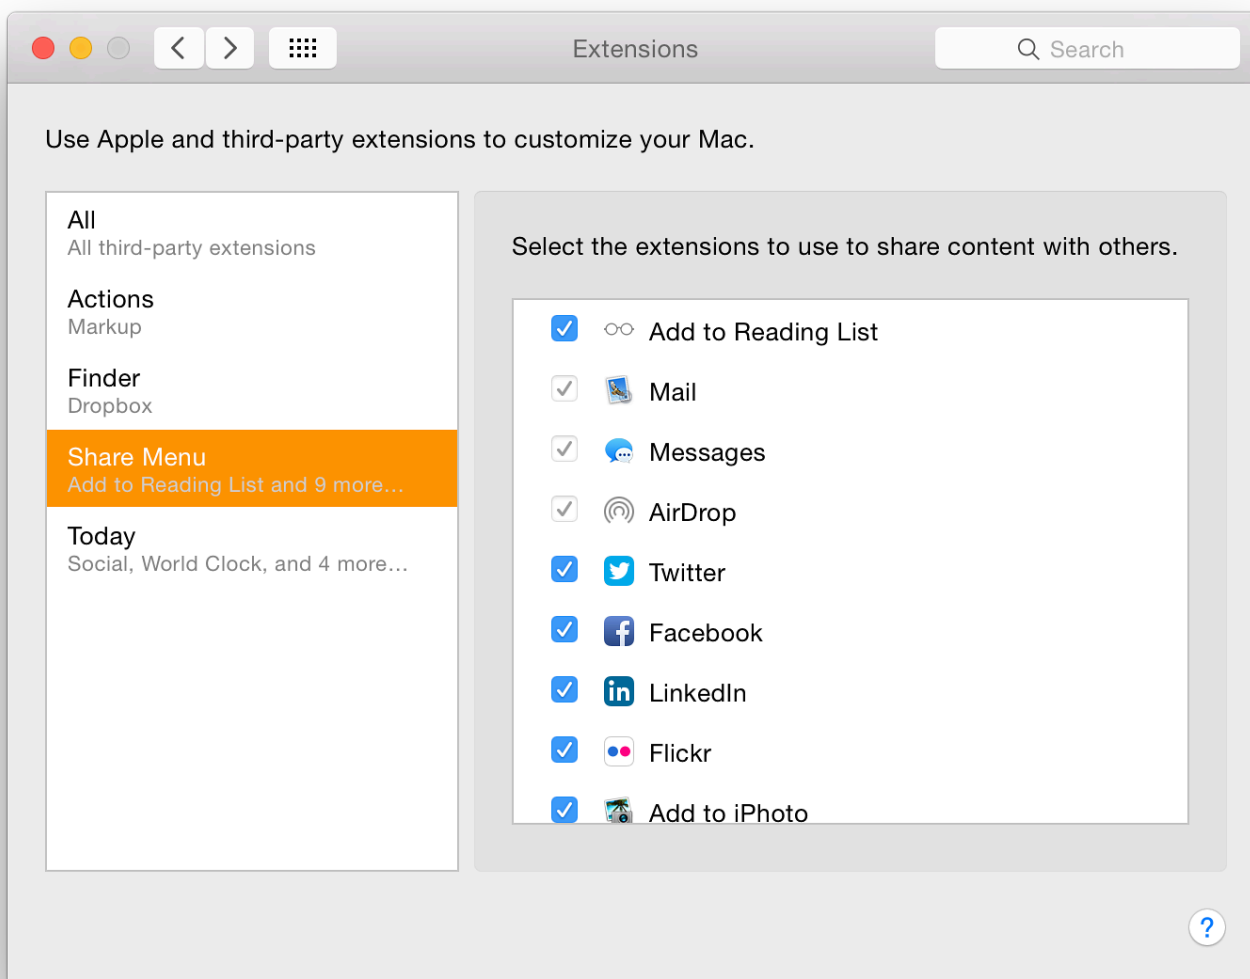 Extensions
Search
Use Apple and third-party extensions to customize your Mac.
All
All third-party extensions
Actions
Markup
Finder
Dropbox
Share Menu
Add to Reading List and 9 more...
Today
Social, World Clock, and 4 more...
Select the extensions to use to share content with others.
Add to Reading List
Mail
Messages
AirDrop
Twitter
Facebook
LinkedIn
Flickr
Add to iPhoto
?